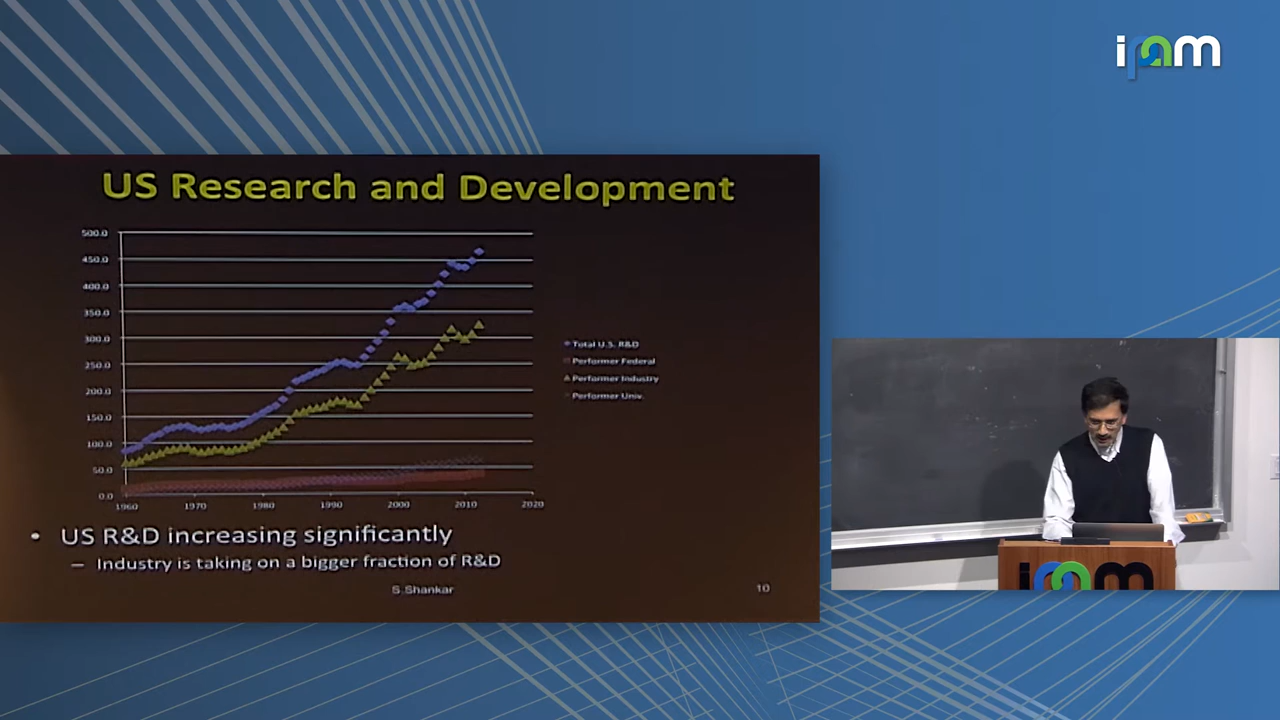 ipam
US Research and Development
500.0
450.0
400.0
350.0
300.0
250.0
200.0
150.0
100.0
50.0
0.0
1960 1970 1980 1990 2000 2010 2020
Total U.S. R&D
Performer Federal
Performer Industry
Performer Univ.
• US R&D increasing significantly
– Industry is taking on a bigger fraction of R&D
S.Shankar
10
ipam